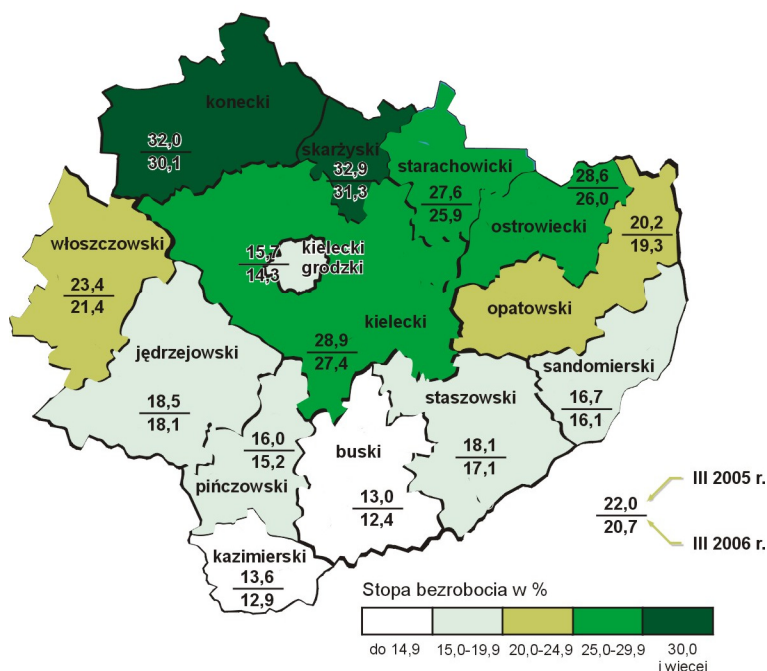 konecki
32,0
30,1
skarżyski
32,9
31,3
starachowicki
27,6
25,9
28,6
26,0
ostrowiecki
20,2
19,3
opatowski
włoszczowski
23,4
21,4
15,7
14,3
kielecki
grodzki
kielecki
28,9
27,4
jędrzejowski
18,5
18,1
sandomierski
16,7
16,1
staszowski
18,1
17,1
16,0
15,2
pińczowski
buski
13,0
12,4
kazimierski
13,6
12,9
III 2005 r.
22,0
20,7
III 2006 r.
Stopa bezrobocia w %
do 14,9 15,0-19,9 20,0-24,9 25,0-29,9 30,0
i więcej